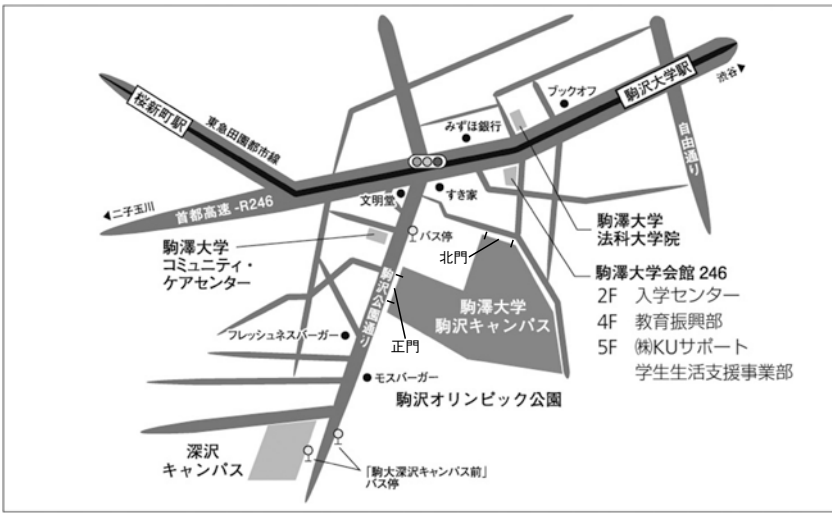 駒沢大学駅
渋谷▶
ブックオフ
桜新町駅
東急田園都市線
みずほ銀行
自由通り
◀二子玉川
首都高速-R246
文明堂
すき家
バス停
駒澤大学
法科大学院
駒澤大学
コミュニティ・
ケアセンター
北門
駒澤大学会館 246
2F 入学センター
4F 教育振興部
5F ㈱KUサポート
学生生活支援事業部
駒沢公園通り
駒澤大学
駒沢キャンパス
フレッシュネスバーガー
正門
モスバーガー
駒沢オリンピック公園
深沢
キャンパス
「駒大深沢キャンパス前」
バス停